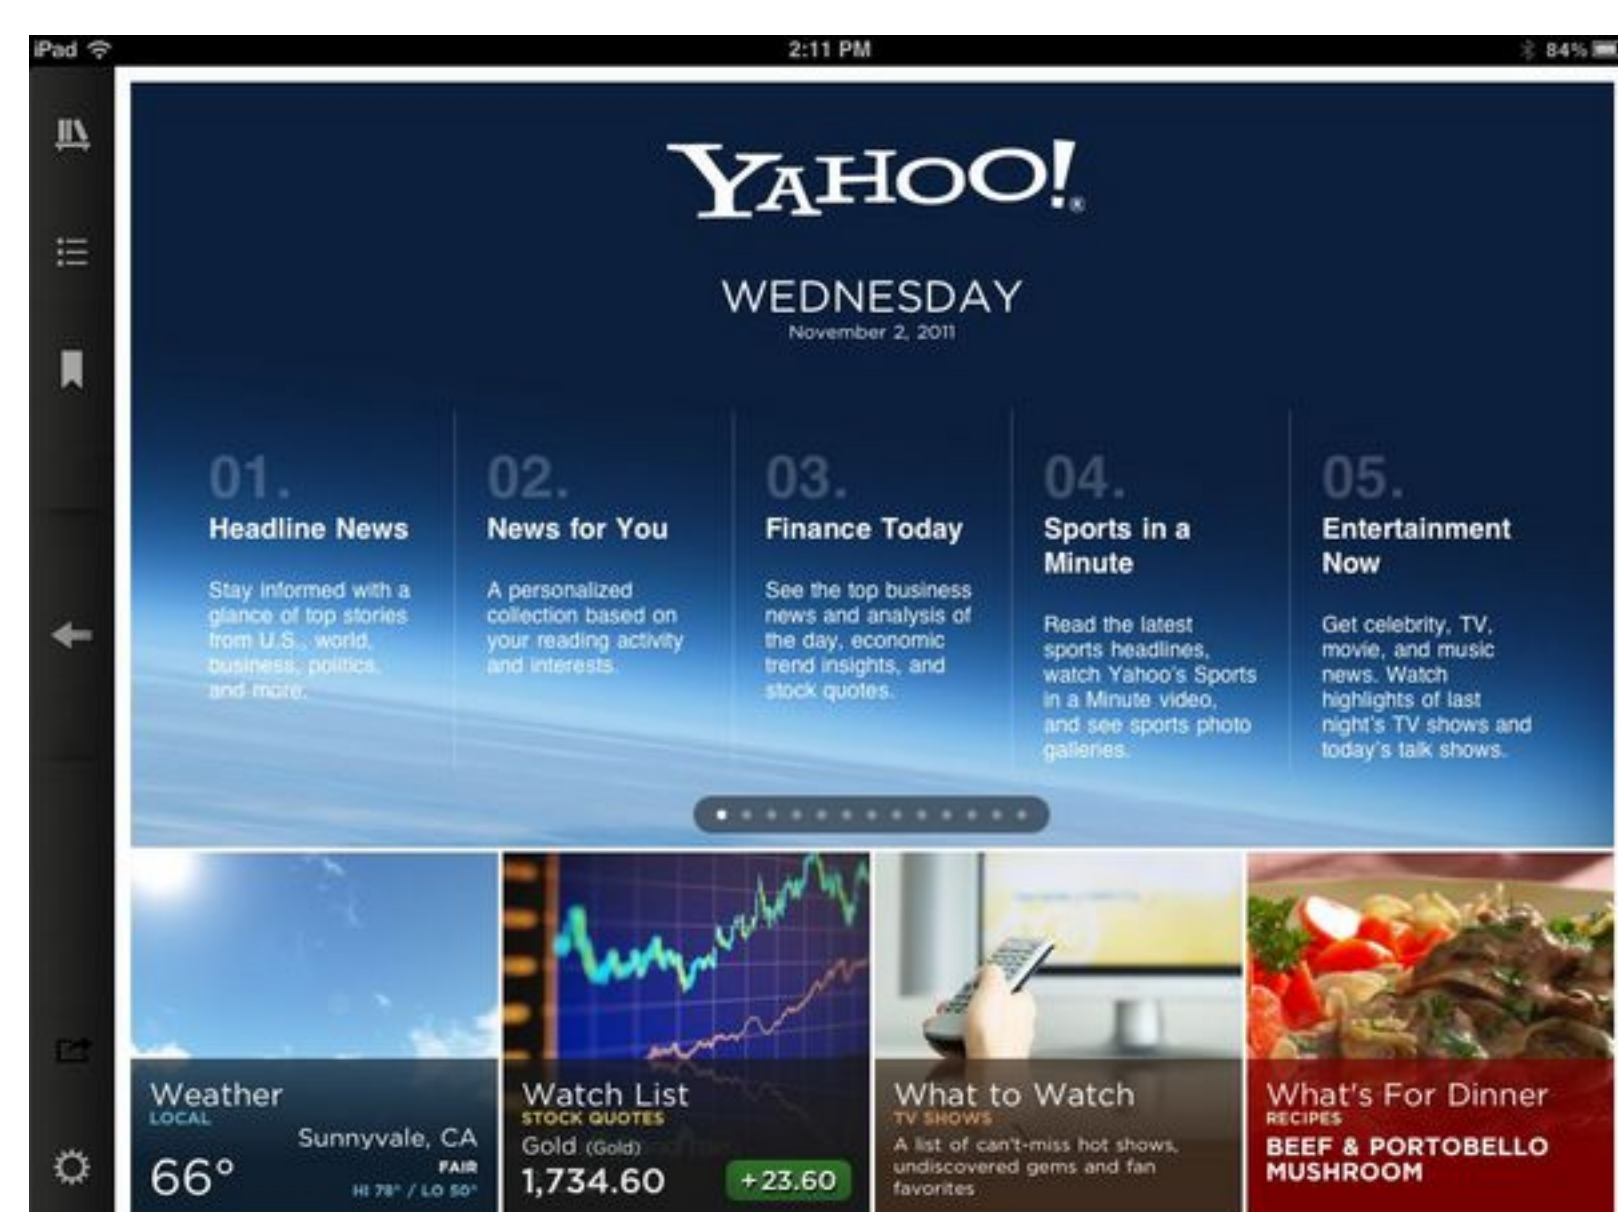 iPad 2:11 PM 84%
YAHOO!®
WEDNESDAY
November 2, 2011
01.
Headline News
Stay informed with a
glance of top stories
from U.S., world,
business, politics,
and more.
02.
News for You
A personalized
collection based on
your reading activity
and interests.
03.
Finance Today
See the top business
news and analysis of
the day, economic
trend insights, and
stock quotes.
04.
Sports in a
Minute
Read the latest
sports headlines,
watch Yahoo's Sports
in a Minute video,
and see sports photo
galleries.
05.
Entertainment
Now
Get celebrity, TV,
movie, and music
news. Watch
highlights of last
night's TV shows and
today's talk shows.
Weather
LOCAL
Sunnyvale, CA
66°
FAIR
HI 78° / LO 50°
Watch List
STOCK QUOTES
Gold (Gold)
1,734.60 +23.60
What to Watch
TV SHOWS
A list of can't-miss hot shows,
undiscovered gems and fan
favorites
What's For Dinner
RECIPES
BEEF & PORTOBELLO
MUSHROOM